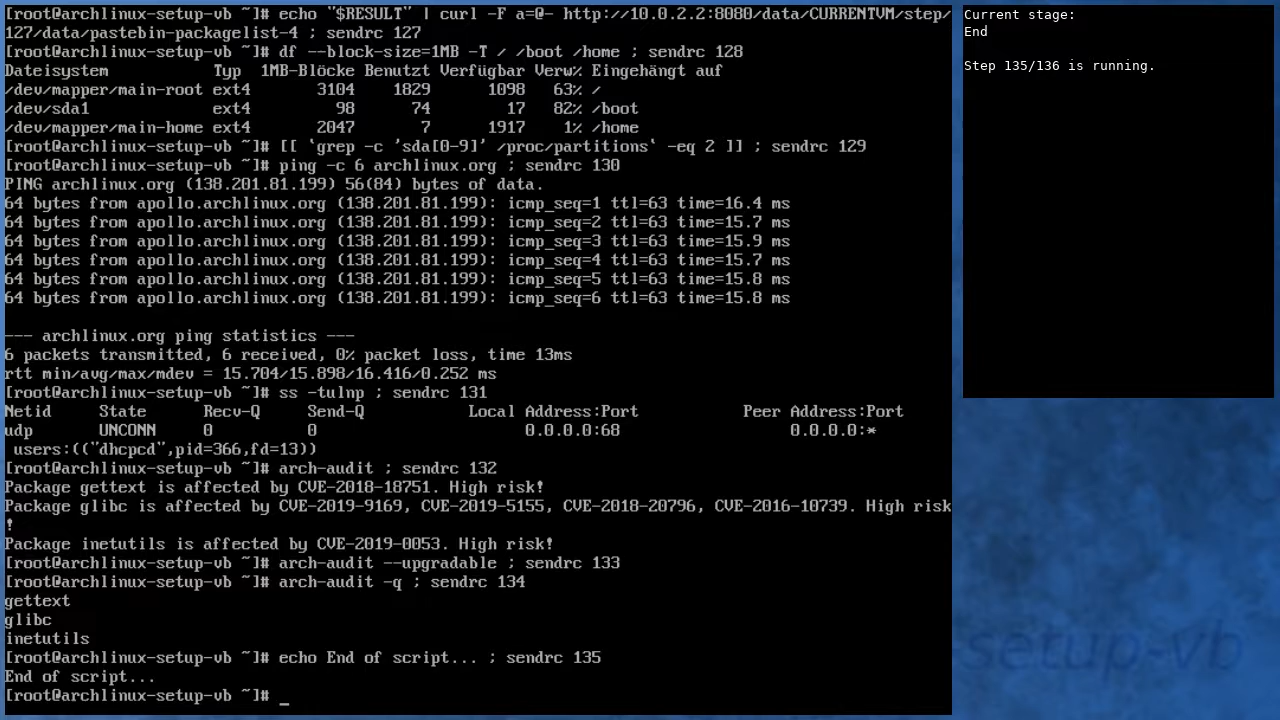 [root@archlinux-setup-vb ~]# echo "$RESULT" | curl -F a=@- http://10.0.2.2:8080/data/CURRENTVM/step/
127/data/pastebin-packagelist-4 ; sendrc 127
[root@archlinux-setup-vb ~]# df --block-size=1MB -T / /boot /home ; sendrc 128
Dateisystem           Typ  1MB-Blöcke Benutzt Verfügbar Verw% Eingehängt auf
/dev/mapper/main-root ext4       3104    1829      1098   63% /
/dev/sda1             ext4         98      74        17   82% /boot
/dev/mapper/main-home ext4       2047       7      1917    1% /home
[root@archlinux-setup-vb ~]# [[ `grep -c 'sda[0-9]' /proc/partitions` -eq 2 ]] ; sendrc 129
[root@archlinux-setup-vb ~]# ping -c 6 archlinux.org ; sendrc 130
PING archlinux.org (138.201.81.199) 56(84) bytes of data.
64 bytes from apollo.archlinux.org (138.201.81.199): icmp_seq=1 ttl=63 time=16.4 ms
64 bytes from apollo.archlinux.org (138.201.81.199): icmp_seq=2 ttl=63 time=15.7 ms
64 bytes from apollo.archlinux.org (138.201.81.199): icmp_seq=3 ttl=63 time=15.9 ms
64 bytes from apollo.archlinux.org (138.201.81.199): icmp_seq=4 ttl=63 time=15.7 ms
64 bytes from apollo.archlinux.org (138.201.81.199): icmp_seq=5 ttl=63 time=15.8 ms
64 bytes from apollo.archlinux.org (138.201.81.199): icmp_seq=6 ttl=63 time=15.8 ms
--- archlinux.org ping statistics ---
6 packets transmitted, 6 received, 0% packet loss, time 13ms
rtt min/avg/max/mdev = 15.704/15.898/16.416/0.252 ms
[root@archlinux-setup-vb ~]# ss -tulnp ; sendrc 131
Netid     State      Recv-Q     Send-Q           Local Address:Port           Peer Address:Port
udp       UNCONN     0          0                      0.0.0.0:68                  0.0.0.0:*
 users:(("dhcpcd",pid=366,fd=13))
[root@archlinux-setup-vb ~]# arch-audit ; sendrc 132
Package gettext is affected by CVE-2018-18751. High risk!
Package glibc is affected by CVE-2019-9169, CVE-2019-5155, CVE-2018-20796, CVE-2016-10739. High risk
!
Package inetutils is affected by CVE-2019-0053. High risk!
[root@archlinux-setup-vb ~]# arch-audit --upgradable ; sendrc 133
[root@archlinux-setup-vb ~]# arch-audit -q ; sendrc 134
gettext
glibc
inetutils
[root@archlinux-setup-vb ~]# echo End of script... ; sendrc 135
End of script...
[root@archlinux-setup-vb ~]# _
Current stage:
End
Step 135/136 is running.
setup-vb